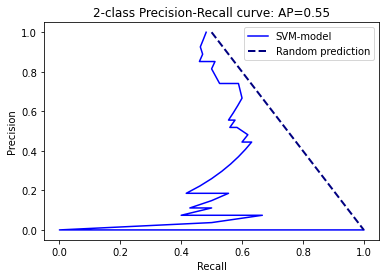 2-class Precision-Recall curve: AP=0.55
SVM-model
Random prediction
Precision
1.0
0.8
0.6
0.4
0.2
0.0
0.0
0.2
0.4
0.6
0.8
1.0
Recall